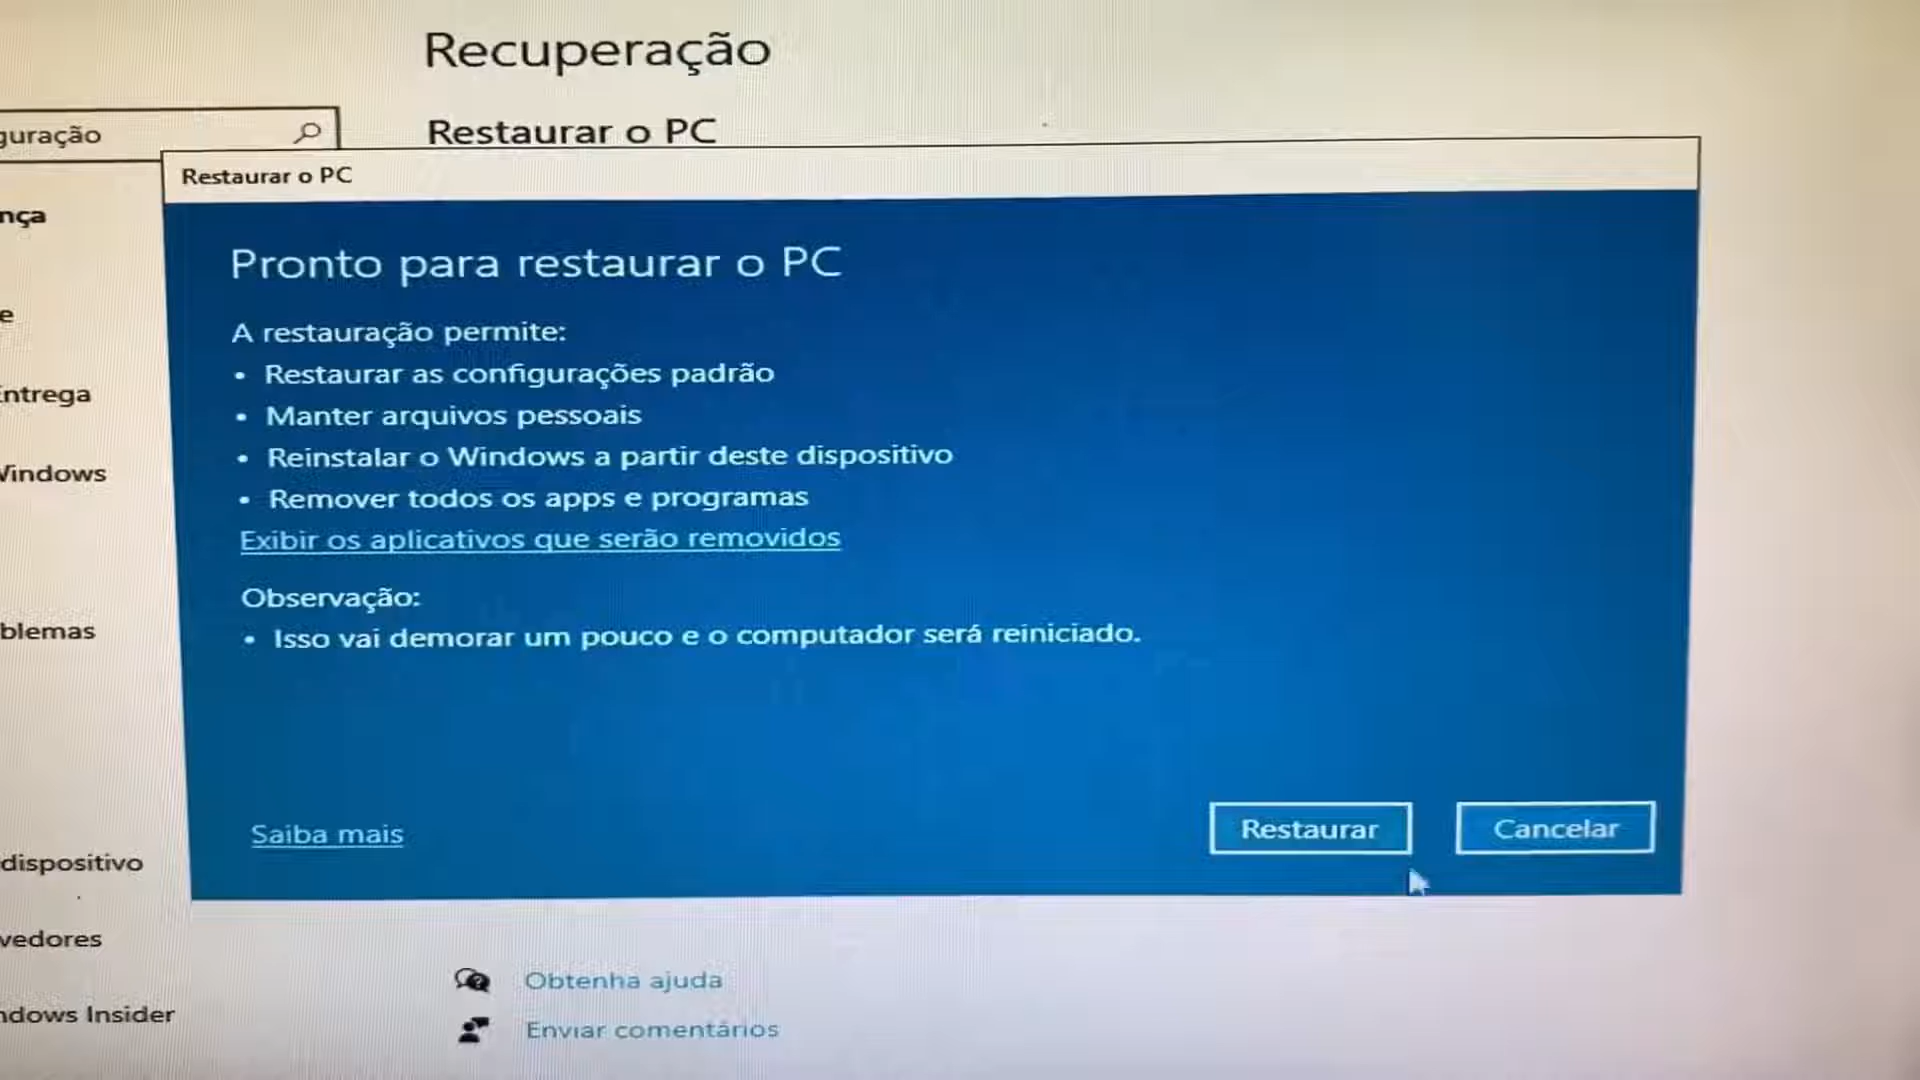 Recuperação
guração
Restaurar o PC
Restaurar o PC
nça
Pronto para restaurar o PC
e
A restauração permite:
• Restaurar as configurações padrão
Entrega
• Manter arquivos pessoais
• Reinstalar o Windows a partir deste dispositivo
Windows
• Remover todos os apps e programas
Exibir os aplicativos que serão removidos
Observação:
blemas
• Isso vai demorar um pouco e o computador será reiniciado.
Saiba mais
Restaurar
Cancelar
dispositivo
vedores
Obtenha ajuda
ndows Insider
Enviar comentários